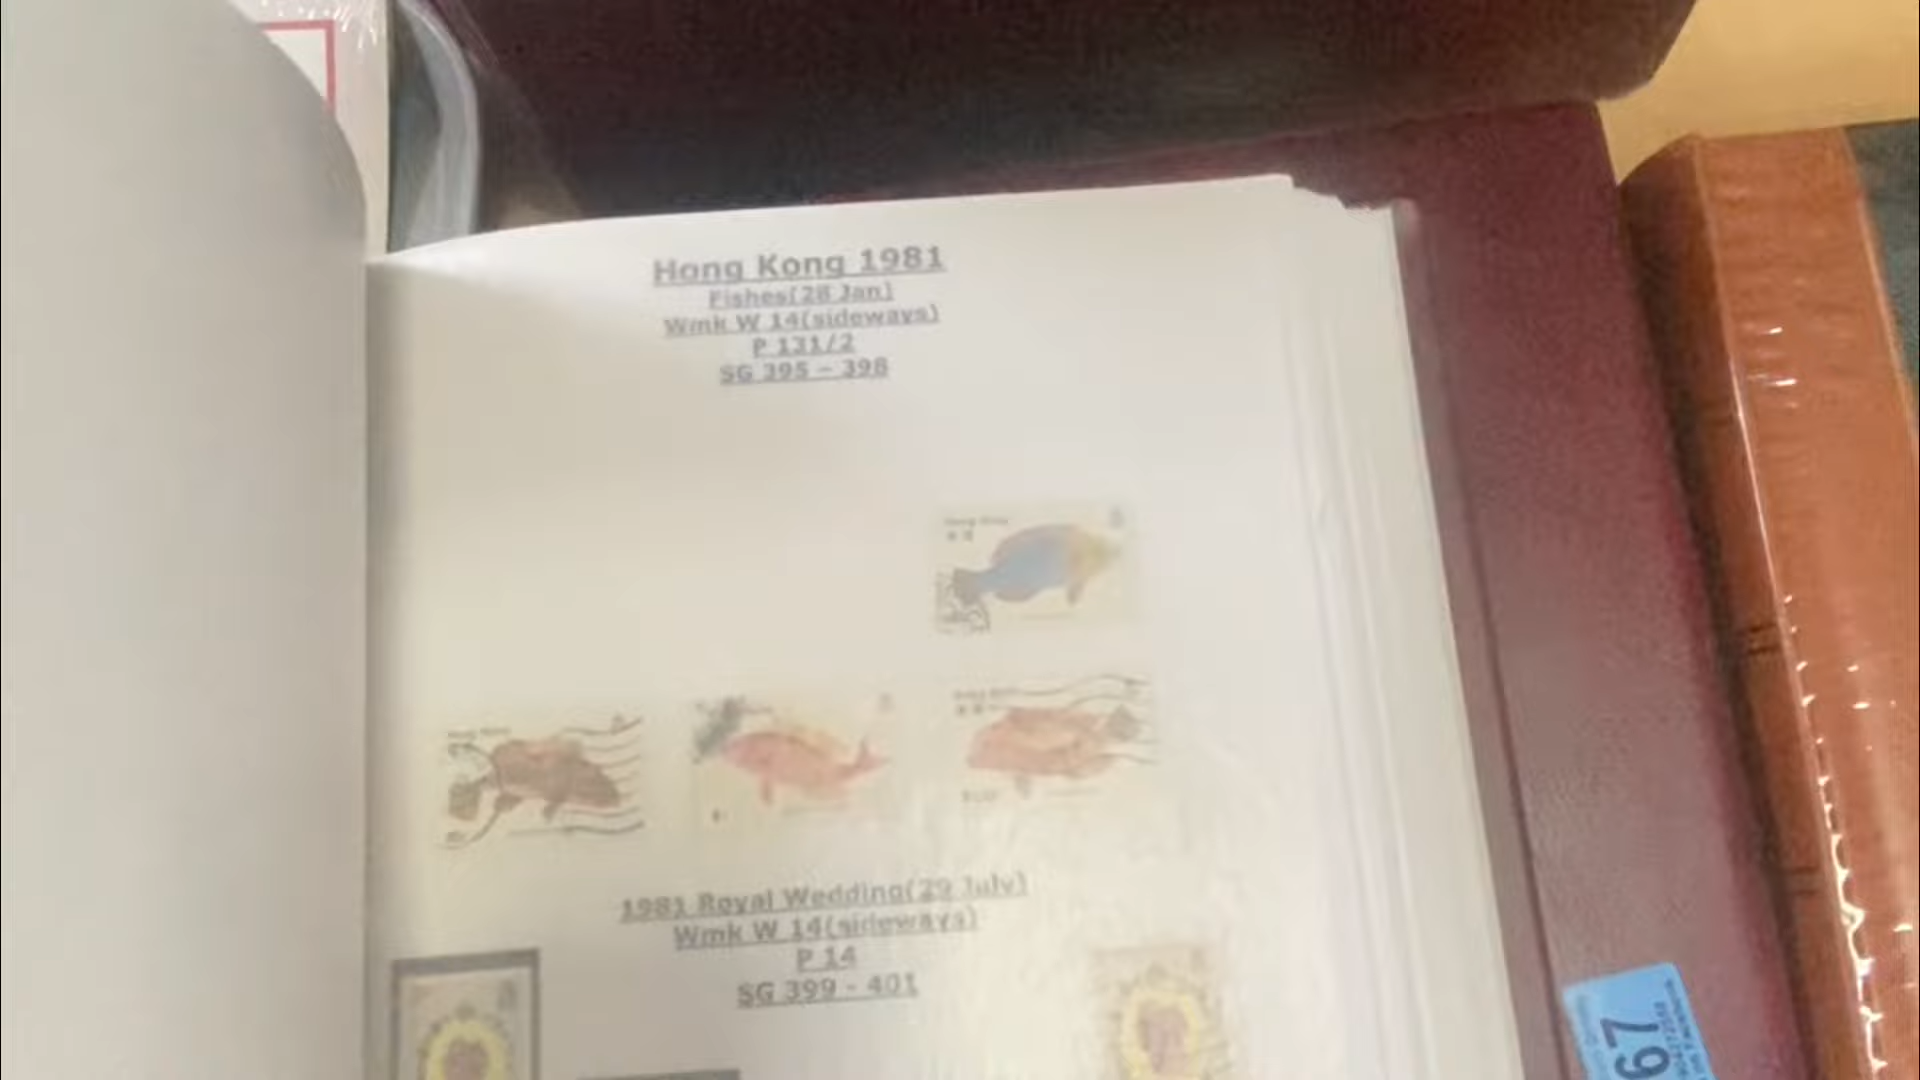 Hong Kong 1981
Fishes(28 Jan)
Wmk W 14(sideways)
P 131/2
SG 395 – 398
1981 Royal Wedding(29 July)
Wmk W 14(sideways)
P 14
SG 399 - 401
67